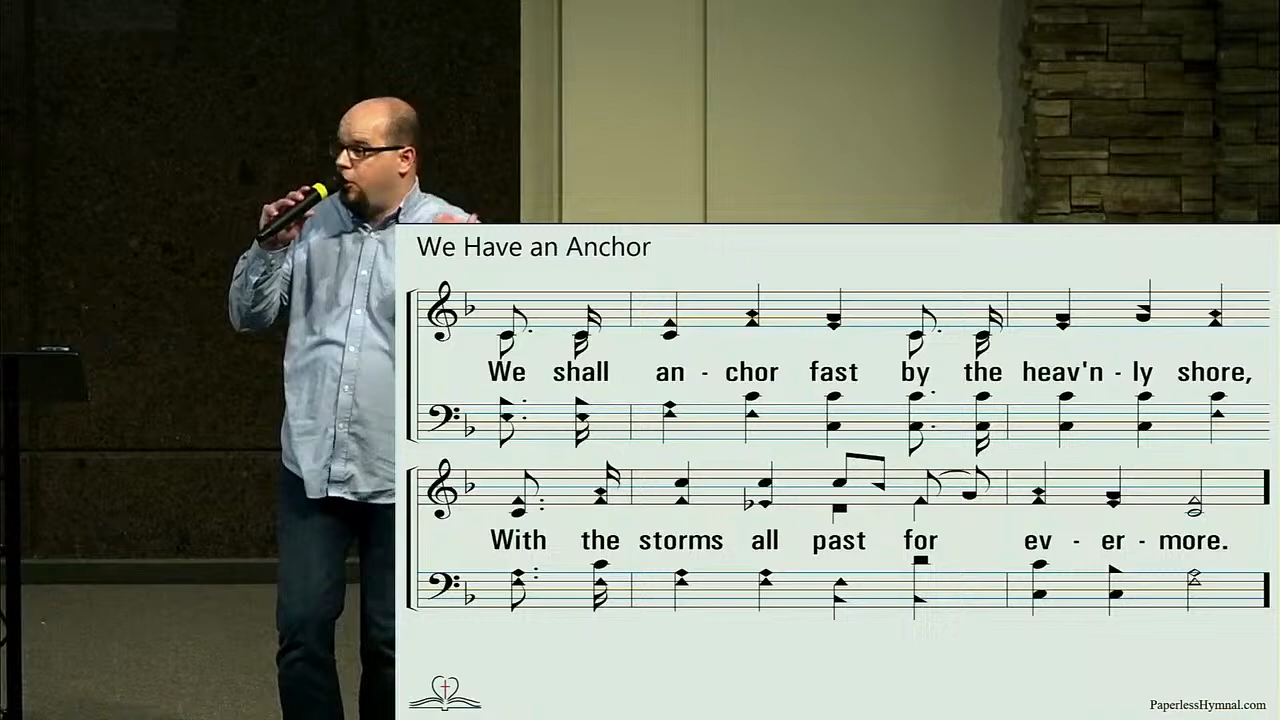 We Have an Anchor
We shall an - chor fast by the heav'n - ly shore,
With the storms all past for ev - er - more.
PaperlessHymnal.com